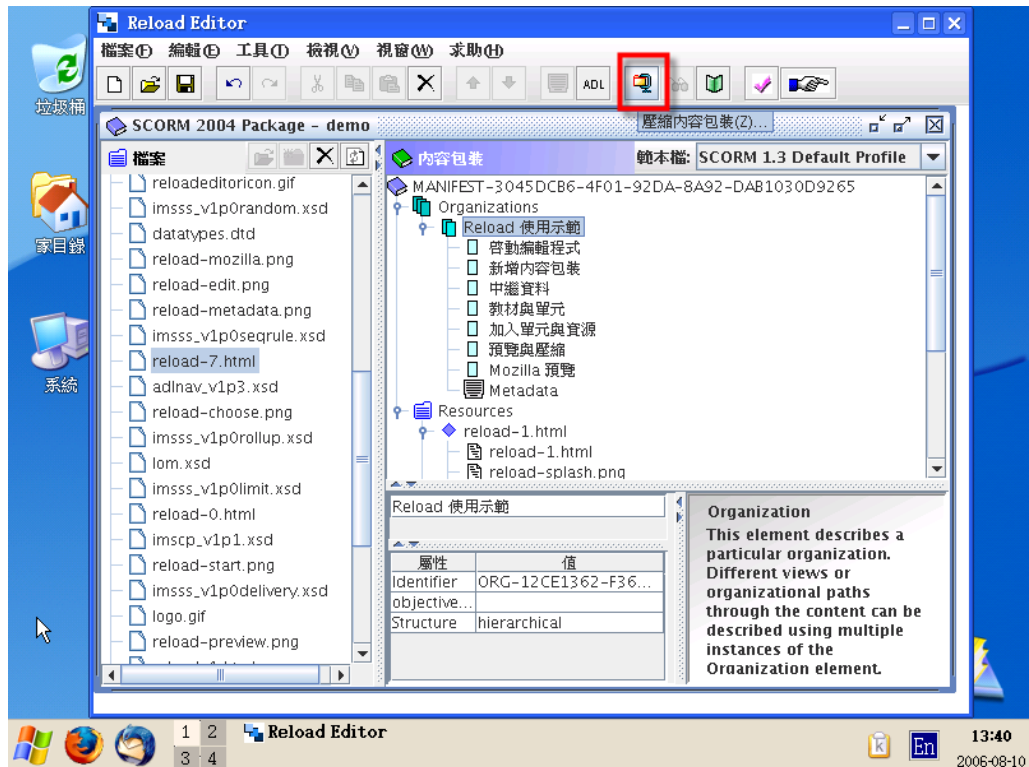 Reload Editor
檔案(F) 編輯(E) 工具(T) 檢視(V) 視窗(W) 求助(H)
ADL
壓縮內容包裝(Z)...
垃圾桶
家目錄
系統
SCORM 2004 Package - demo
檔案
reloadeditoricon.gif
imsss_v1p0random.xsd
datatypes.dtd
reload-mozilla.png
reload-edit.png
reload-metadata.png
imsss_v1p0seqrule.xsd
reload-7.html
adlnav_v1p3.xsd
reload-choose.png
imsss_v1p0rollup.xsd
lom.xsd
imsss_v1p0limit.xsd
reload-0.html
imscp_v1p1.xsd
reload-start.png
imsss_v1p0delivery.xsd
logo.gif
reload-preview.png
內容包裝 範本檔: SCORM 1.3 Default Profile
MANIFEST-3045DCB6-4F01-92DA-8A92-DAB1030D9265
Organizations
Reload 使用示範
啓動編輯程式
新增內容包裝
中繼資料
教材與單元
加入單元與資源
預覽與壓縮
Mozilla 預覽
Metadata
Resources
reload-1.html
reload-1.html
reload-splash.png
Reload 使用示範
屬性 值
Identifier ORG-12CE1362-F36...
objective...
Structure hierarchical
Organization
This element describes a
particular organization.
Different views or
organizational paths
through the content can be
described using multiple
instances of the
Organization element.
1 2
3 4
Reload Editor
En
13:40
2006-08-10